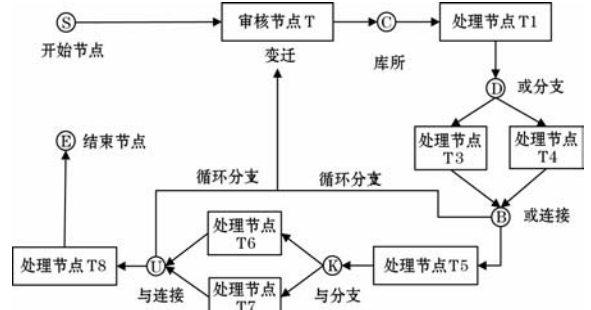 S
审核节点 T
C
处理节点 T1
开始节点
变迁
库所
D
或分支
处理节点
T3
处理节点
T4
E
结束节点
循环分支
循环分支
B
或连接
处理节点
T6
处理节点 T8
U
K
处理节点 T5
与连接
处理节点
T7
与分支